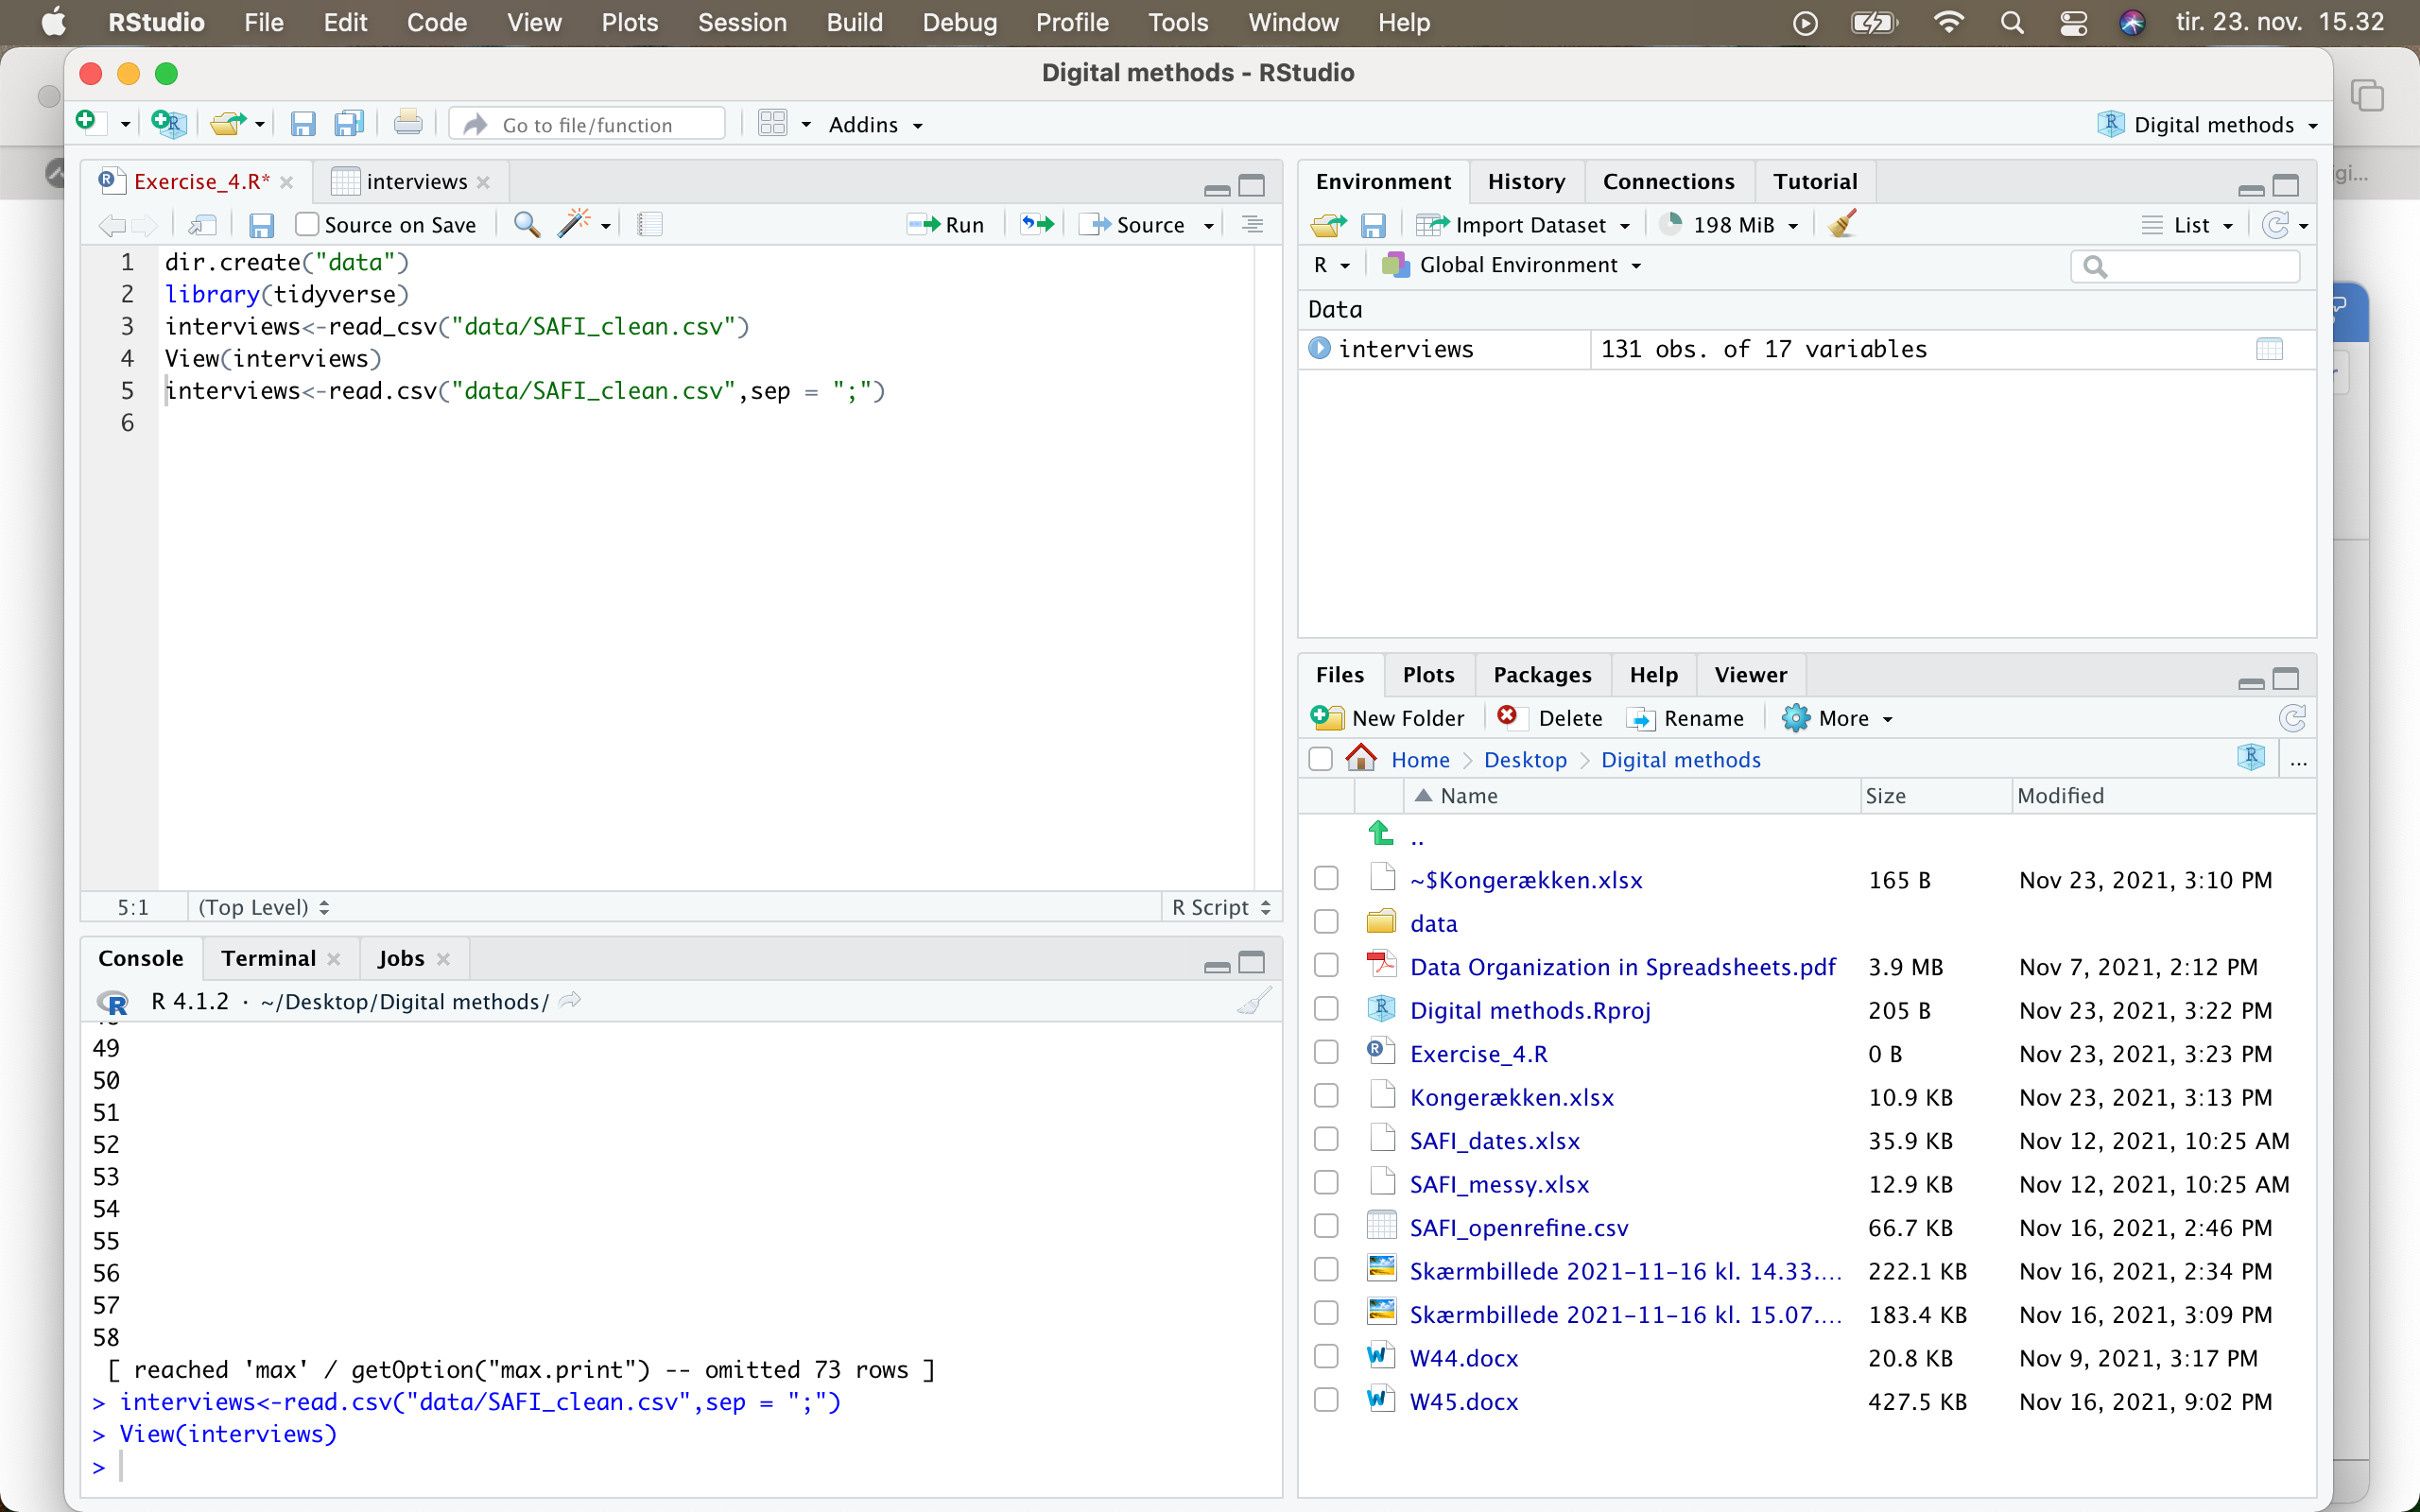 RStudio File Edit Code View Plots Session Build Debug Profile Tools Window Help tir. 23. nov. 15.32
Digital methods - RStudio
Go to file/function Addins Digital methods
Exercise_4.R* interviews
Source on Save Run Source
1 dir.create("data")
2 library(tidyverse)
3 interviews<-read_csv("data/SAFI_clean.csv")
4 View(interviews)
5 interviews<-read.csv("data/SAFI_clean.csv",sep = ";")
6
5:1 (Top Level) R Script
Console Terminal Jobs
R 4.1.2 · ~/Desktop/Digital methods/
49
50
51
52
53
54
55
56
57
58
[ reached 'max' / getOption("max.print") -- omitted 73 rows ]
> interviews<-read.csv("data/SAFI_clean.csv",sep = ";")
> View(interviews)
>
Environment History Connections Tutorial
Import Dataset 198 MiB List
R Global Environment
Data
interviews 131 obs. of 17 variables
Files Plots Packages Help Viewer
New Folder Delete Rename More
Home Desktop Digital methods ...
Name Size Modified
..
~$Kongerækken.xlsx 165 B Nov 23, 2021, 3:10 PM
data
Data Organization in Spreadsheets.pdf 3.9 MB Nov 7, 2021, 2:12 PM
Digital methods.Rproj 205 B Nov 23, 2021, 3:22 PM
Exercise_4.R 0 B Nov 23, 2021, 3:23 PM
Kongerækken.xlsx 10.9 KB Nov 23, 2021, 3:13 PM
SAFI_dates.xlsx 35.9 KB Nov 12, 2021, 10:25 AM
SAFI_messy.xlsx 12.9 KB Nov 12, 2021, 10:25 AM
SAFI_openrefine.csv 66.7 KB Nov 16, 2021, 2:46 PM
Skærmbillede 2021-11-16 kl. 14.33.... 222.1 KB Nov 16, 2021, 2:34 PM
Skærmbillede 2021-11-16 kl. 15.07.... 183.4 KB Nov 16, 2021, 3:09 PM
W44.docx 20.8 KB Nov 9, 2021, 3:17 PM
W45.docx 427.5 KB Nov 16, 2021, 9:02 PM